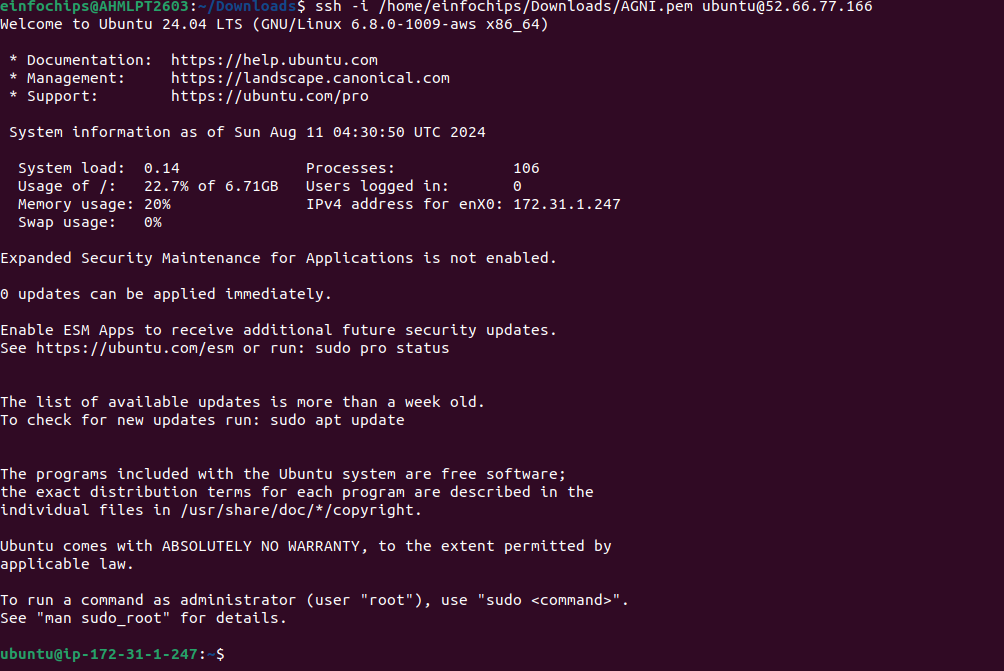 einfochips@AHMLPT2603:~/Downloads$ ssh -i /home/einfochips/Downloads/AGNI.pem ubuntu@52.66.77.166
Welcome to Ubuntu 24.04 LTS (GNU/Linux 6.8.0-1009-aws x86_64)
* Documentation:  https://help.ubuntu.com
* Management:     https://landscape.canonical.com
* Support:        https://ubuntu.com/pro
System information as of Sun Aug 11 04:30:50 UTC 2024
System load:  0.14              Processes:             106
Usage of /:   22.7% of 6.71GB   Users logged in:       0
Memory usage: 20%               IPv4 address for enX0: 172.31.1.247
Swap usage:   0%
Expanded Security Maintenance for Applications is not enabled.
0 updates can be applied immediately.
Enable ESM Apps to receive additional future security updates.
See https://ubuntu.com/esm or run: sudo pro status
The list of available updates is more than a week old.
To check for new updates run: sudo apt update
The programs included with the Ubuntu system are free software;
the exact distribution terms for each program are described in the
individual files in /usr/share/doc/*/copyright.
Ubuntu comes with ABSOLUTELY NO WARRANTY, to the extent permitted by
applicable law.
To run a command as administrator (user "root"), use "sudo <command>".
See "man sudo_root" for details.
ubuntu@ip-172-31-1-247:~$